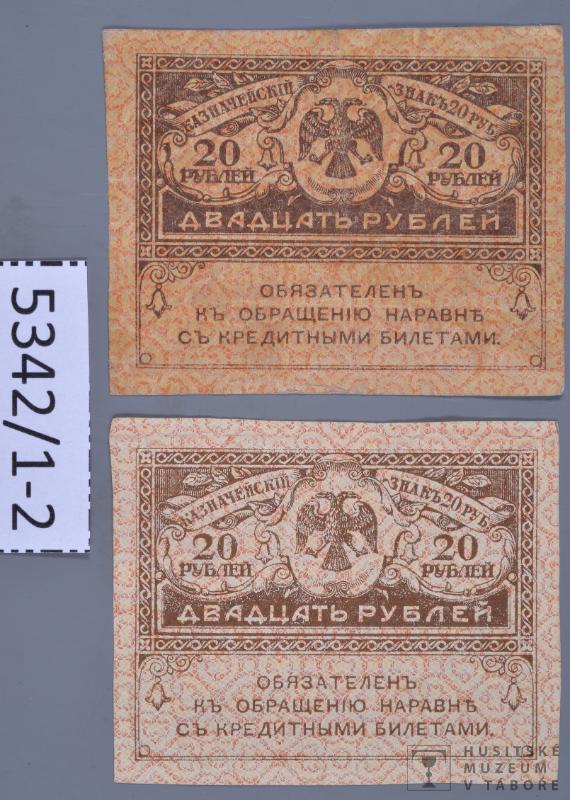 КАЗНАЧЕЙСКІЙ ЗНАКЪ 20 РУБ.
20 РУБЛЕЙ 20 РУБЛЕЙ
ДВАДЦАТЬ РУБЛЕЙ
ОБЯЗАТЕЛЕНЪ
КЪ ОБРАЩЕНІЮ НАРАВНѢ
СЪ КРЕДИТНЫМИ БИЛЕТАМИ.
5342/1-2
КАЗНАЧЕЙСКІЙ ЗНАКЪ 20 РУБ.
20 РУБЛЕЙ 20 РУБЛЕЙ
ДВАДЦАТЬ РУБЛЕЙ
ОБЯЗАТЕЛЕНЪ
КЪ ОБРАЩЕНІЮ НАРАВНѢ
СЪ КРЕДИТНЫМИ БИЛЕТАМИ.
HUSITSKÉ
MUZEUM
V TÁBOŘE